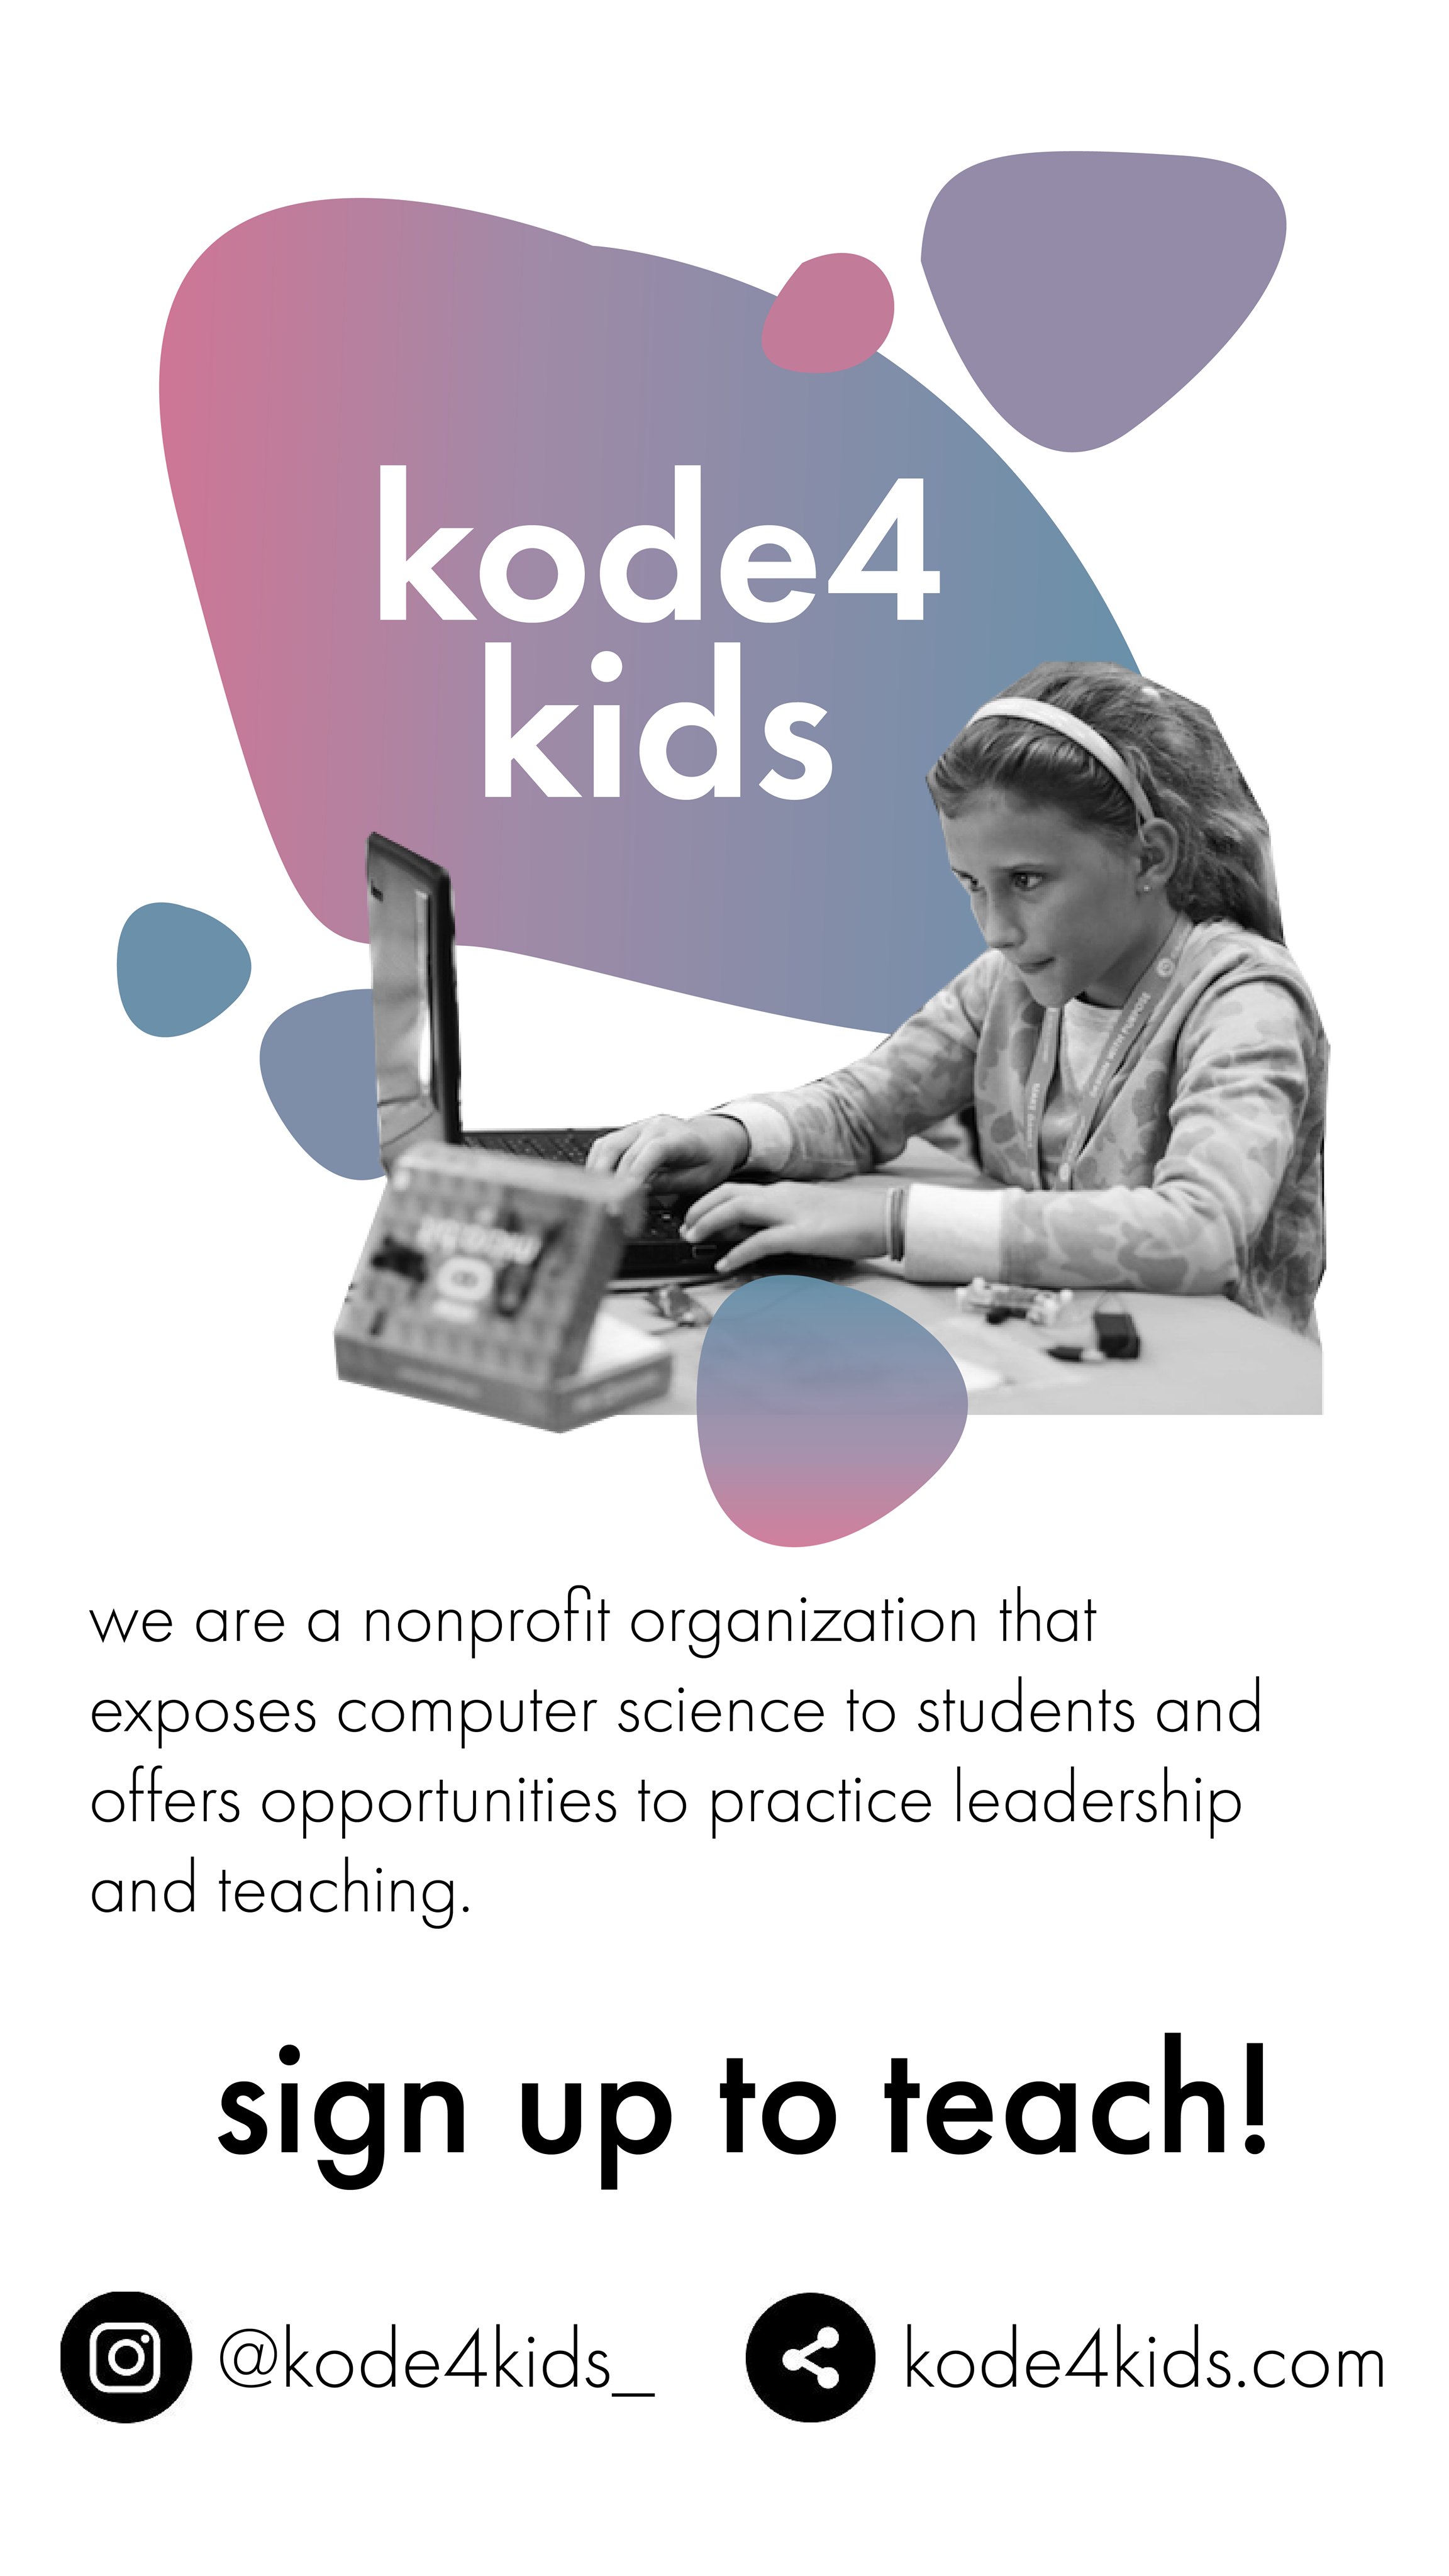 kode4
kids
we are a nonprofit organization that
exposes computer science to students and
offers opportunities to practice leadership
and teaching.
sign up to teach!
@kode4kids_
kode4kids.com